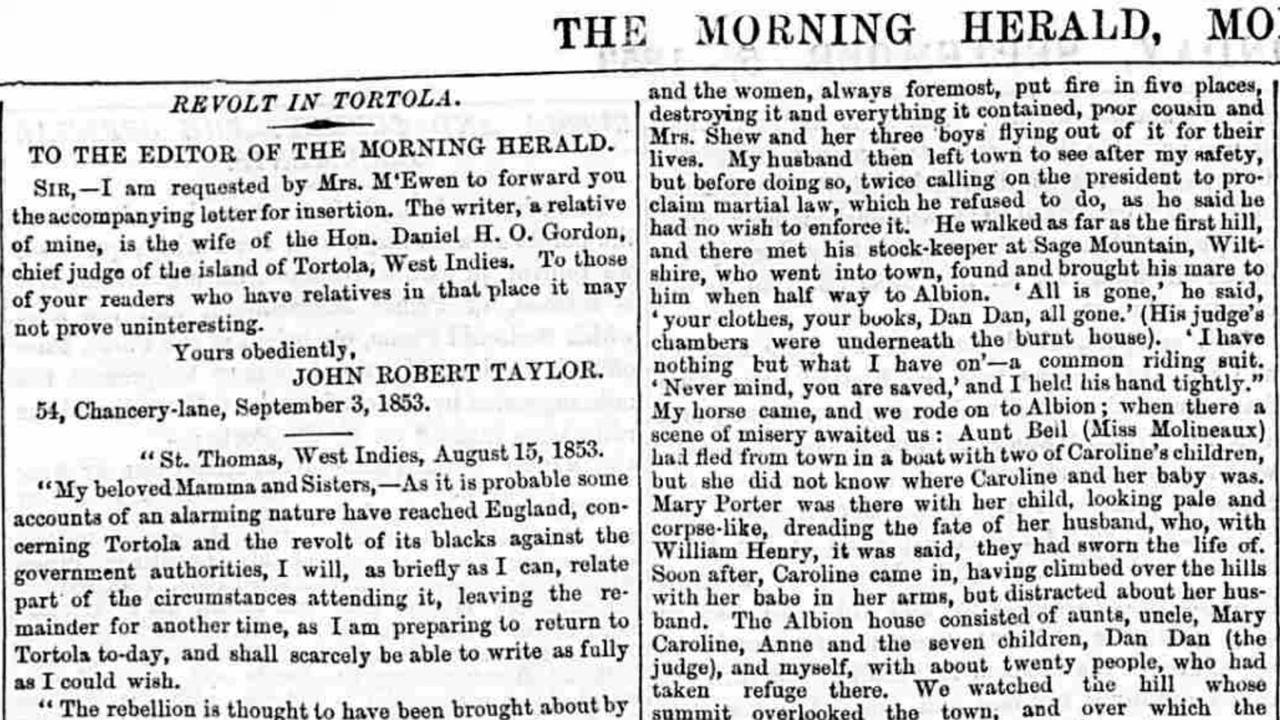 THE MORNING HERALD, MO
REVOLT IN TORTOLA.
TO THE EDITOR OF THE MORNING HERALD.
SIR,—I am requested by Mrs. M'Ewen to forward you
the accompanying letter for insertion. The writer, a relative
of mine, is the wife of the Hon. Daniel H. O. Gordon,
chief judge of the island of Tortola, West Indies. To those
of your readers who have relatives in that place it may
not prove uninteresting.
Yours obediently,
JOHN ROBERT TAYLOR.
54, Chancery-lane, September 3, 1853.
"St. Thomas, West Indies, August 15, 1853.
"My beloved Mamma and Sisters,—As it is probable some
accounts of an alarming nature have reached England, con-
cerning Tortola and the revolt of its blacks against the
government authorities, I will, as briefly as I can, relate
part of the circumstances attending it, leaving the re-
mainder for another time, as I am preparing to return to
Tortola to-day, and shall scarcely be able to write as fully
as I could wish.
"The rebellion is thought to have been brought about by
and the women, always foremost, put fire in five places,
destroying it and everything it contained, poor cousin and
Mrs. Shew and her three boys flying out of it for their
lives. My husband then left town to see after my safety,
but before doing so, twice calling on the president to pro-
claim martial law, which he refused to do, as he said he
had no wish to enforce it. He walked as far as the first hill,
and there met his stock-keeper at Sage Mountain, Wilt-
shire, who went into town, found and brought his mare to
him when half way to Albion. 'All is gone,' he said,
'your clothes, your books, Dan Dan, all gone.' (His judge's
chambers were underneath the burnt house). 'I have
nothing but what I have on'—a common riding suit.
'Never mind, you are saved,' and I held his hand tightly."
My horse came, and we rode on to Albion; when there a
scene of misery awaited us: Aunt Bell (Miss Molineaux)
had fled from town in a boat with two of Caroline's children,
but she did not know where Caroline and her baby was.
Mary Porter was there with her child, looking pale and
corpse-like, dreading the fate of her husband, who, with
William Henry, it was said, they had sworn the life of.
Soon after, Caroline came in, having climbed over the hills
with her babe in her arms, but distracted about her hus-
band. The Albion house consisted of aunts, uncle, Mary
Caroline, Anne and the seven children, Dan Dan (the
judge), and myself, with about twenty people, who had
taken refuge there. We watched the hill whose
summit overlooked the town, and over which the